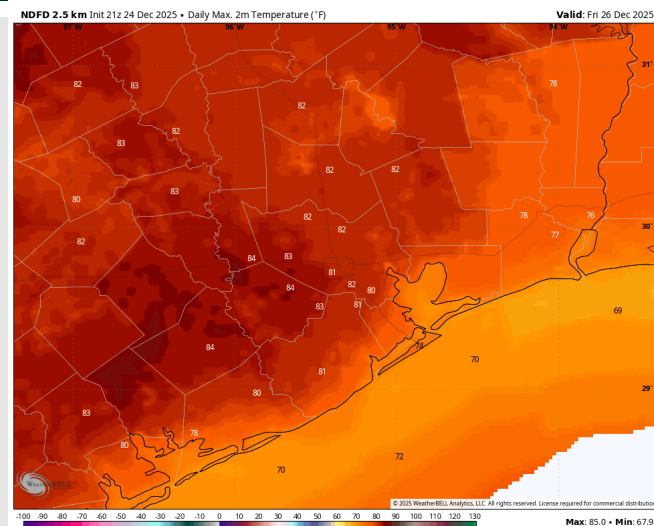 NDFD 2.5 km Init 21z 24 Dec 2025 • Daily Max. 2m Temperature (°F) Valid: Fri 26 Dec 2025
97°W 96°W 95°W 94°W
31°
82 83 78
82
83 82
82 82
83
80
82 78 76
82 77 30°
82
84 83
81
84 82 80
83 81
69
84 74
70
81
80 29°
83
78
80
72
70
WEATHERBELL
© 2025 WeatherBELL Analytics, LLC. All rights reserved. License required for commercial distribution
-100 -90 -80 -70 -60 -50 -40 -30 -20 -10 0 10 20 30 40 50 60 70 80 90 100 110 120 130
Max: 85.0 • Min: 67.9